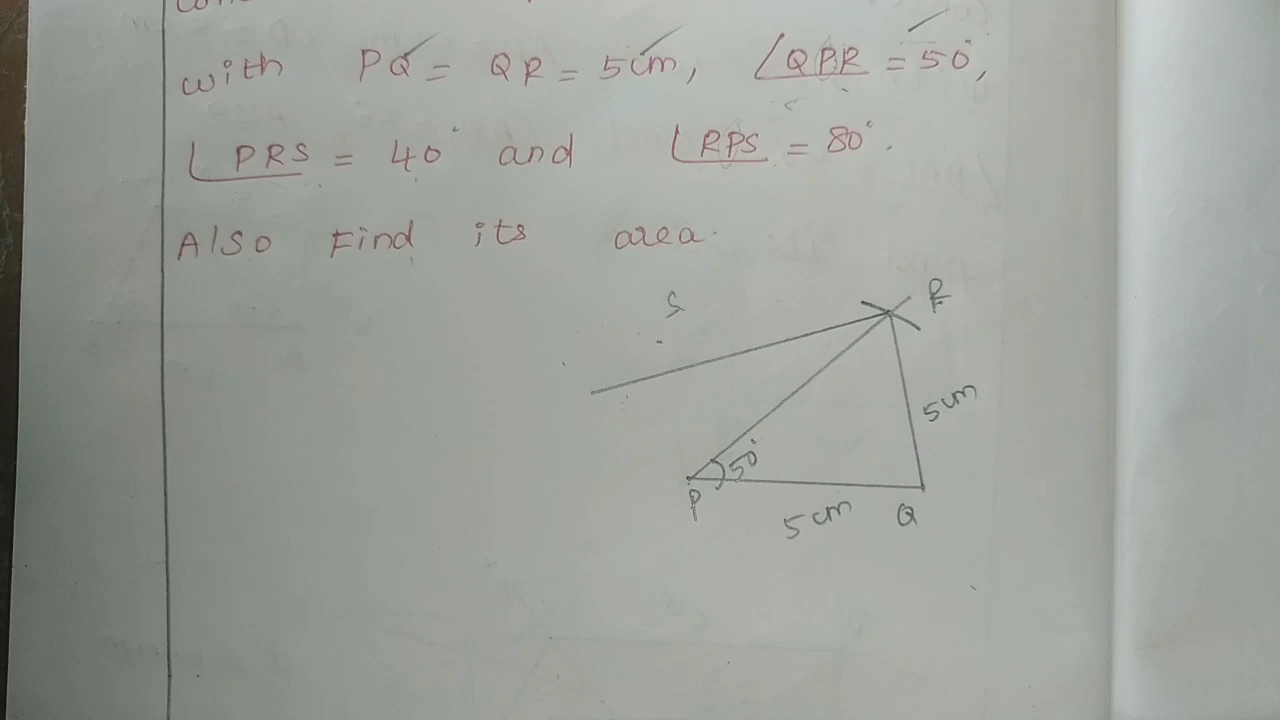 with PQ = QR = 5cm, ∠QPR = 50°,
∠PRS = 40° and ∠RPS = 80°.
Also Find its area.
S
R
5cm
50°
P
5cm
Q